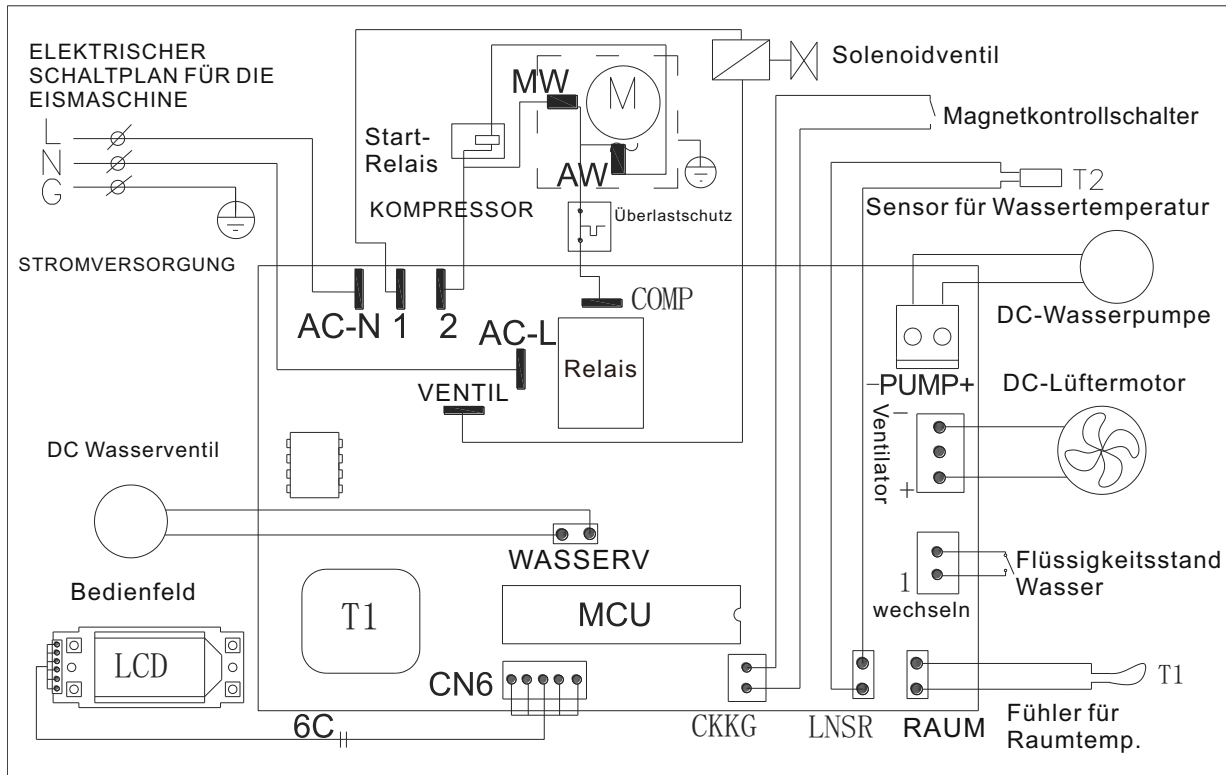 ELEKTRISCHER
SCHALTPLAN FÜR DIE
EISMASCHINE
L
N
G
STROMVERSORGUNG
MW
M
Start-
Relais
AW
KOMPRESSOR
Überlastschutz
Solenoidventil
Magnetkontrollschalter
T2
Sensor für Wassertemperatur
AC-N
1
2
COMP
AC-L
Relais
VENTIL
DC-Wasserpumpe
-PUMP+
DC-Lüftermotor
-
Ventilator
+
DC Wasserventil
WASSERV
Flüssigkeitsstand
Wasser
1
wechseln
Bedienfeld
LCD
T1
MCU
CN6
6C
CKKG
LNSR
RAUM
T1
Fühler für
Raumtemp.